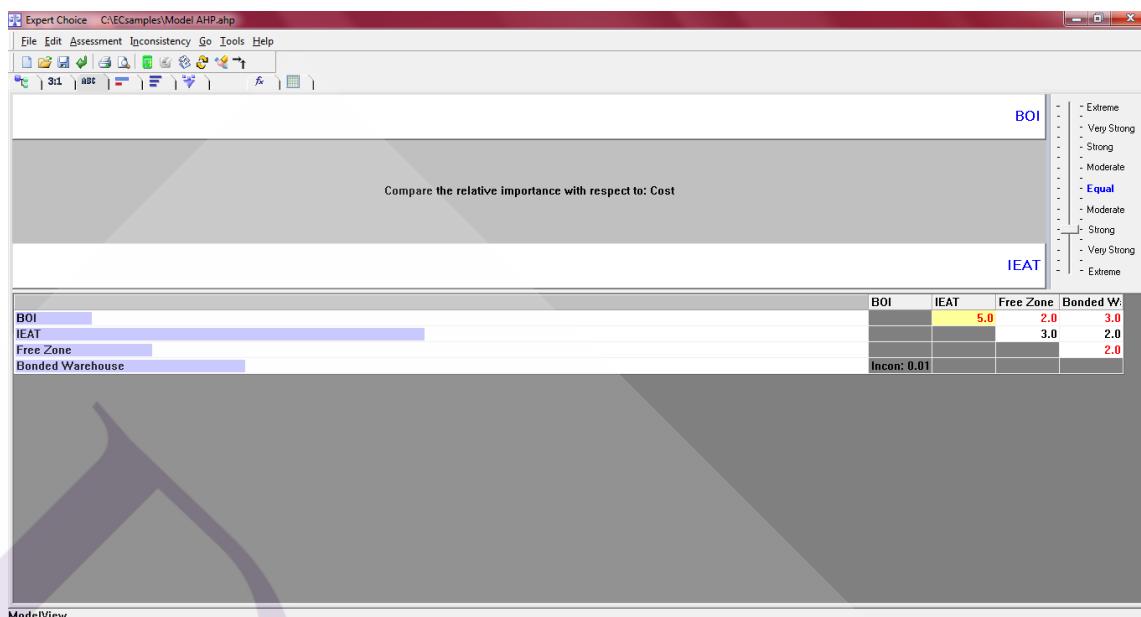 Expert Choice C:\ECsamples\Model AHP.ahp
File Edit Assessment Inconsistency Go Tools Help
3:1 ABC fx
BOI
Extreme
Very Strong
Strong
Moderate
Compare the relative importance with respect to: Cost
Equal
Moderate
Strong
Very Strong
IEAT
Extreme
BOI IEAT Free Zone Bonded W:
BOI 5.0 2.0 3.0
IEAT 3.0 2.0
Free Zone 2.0
Bonded Warehouse Incon: 0.01
ModelView